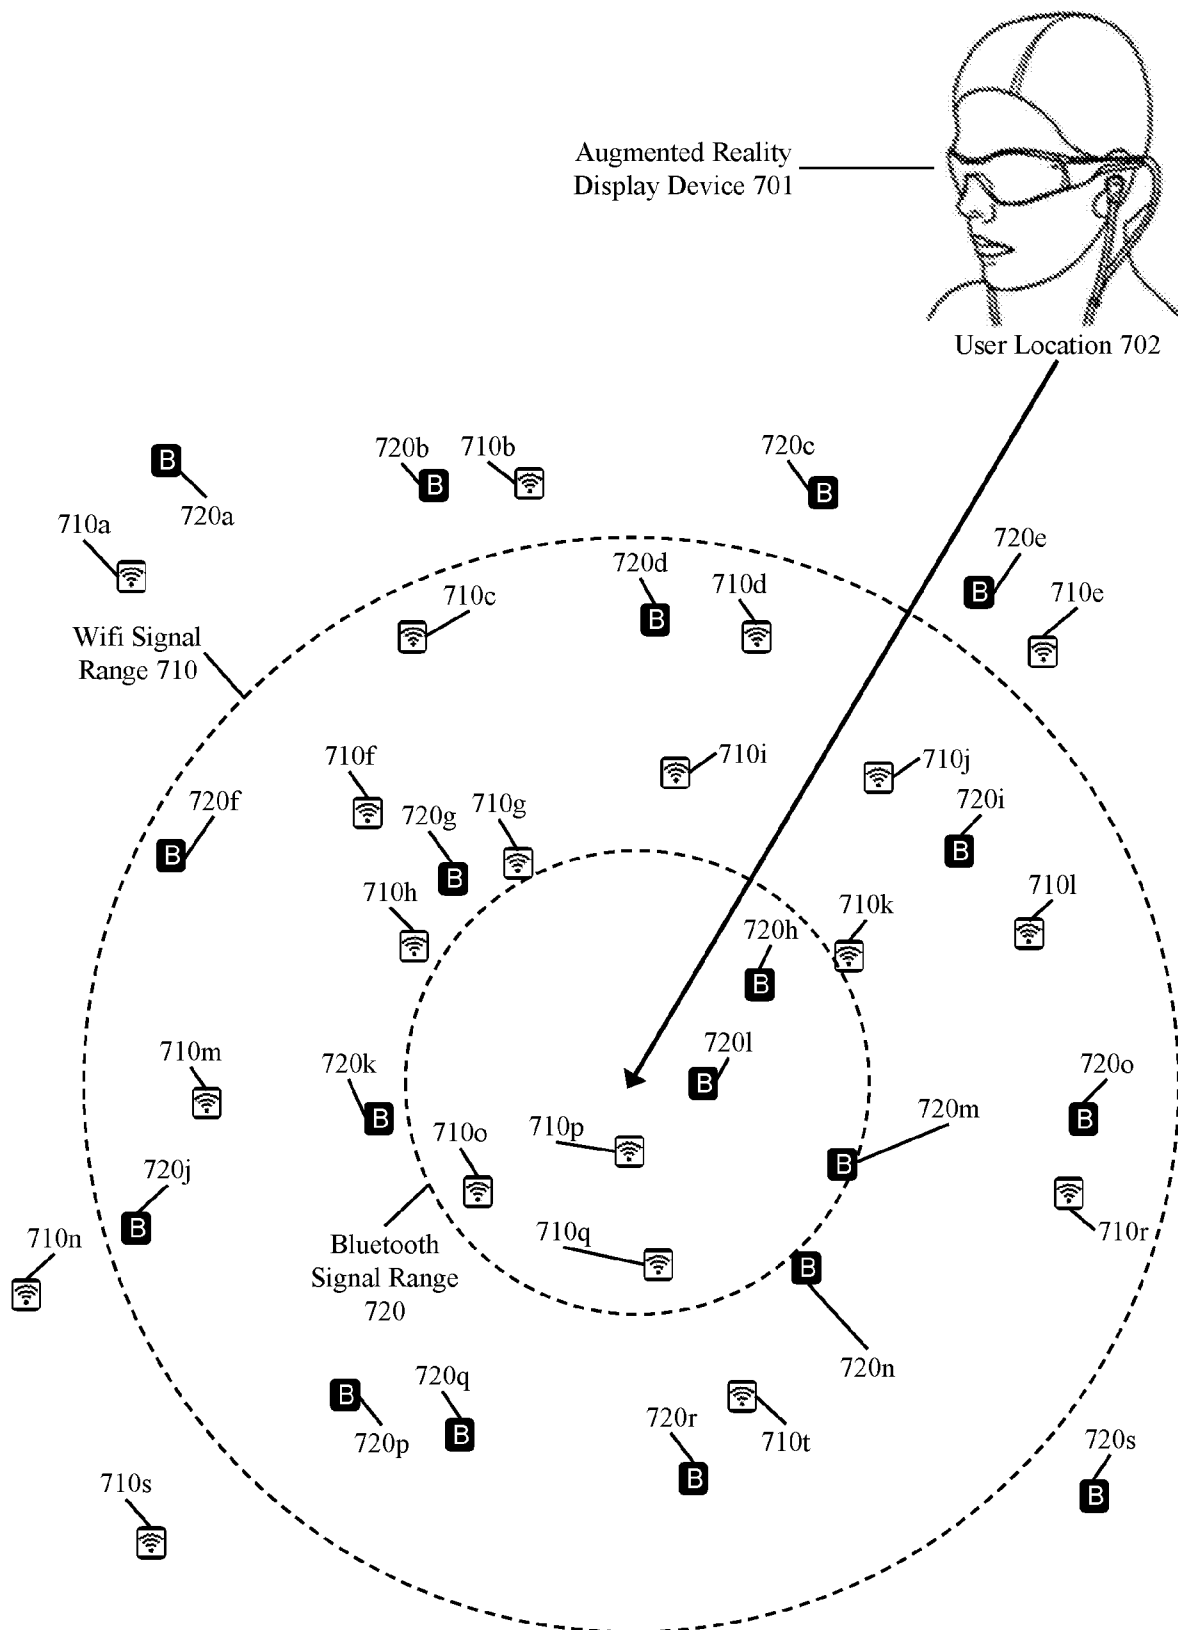 Augmented Reality
Display Device 701
User Location 702
720b
710b
720c
B
B
B
720a
710a
720e
B
720d
710d
710e
710c
B
Wifi Signal
Range 710
710f
710i
710j
720f
720g
710g
720i
B
B
B
710h
710k
710l
720h
B
710m
720k
720l
720o
B
720m
B
B
710o
710p
B
720j
B
710n
710q
710r
Bluetooth
Signal Range
720
B
720n
720q
B
720p
B
720r
710t
720s
B
710s
B